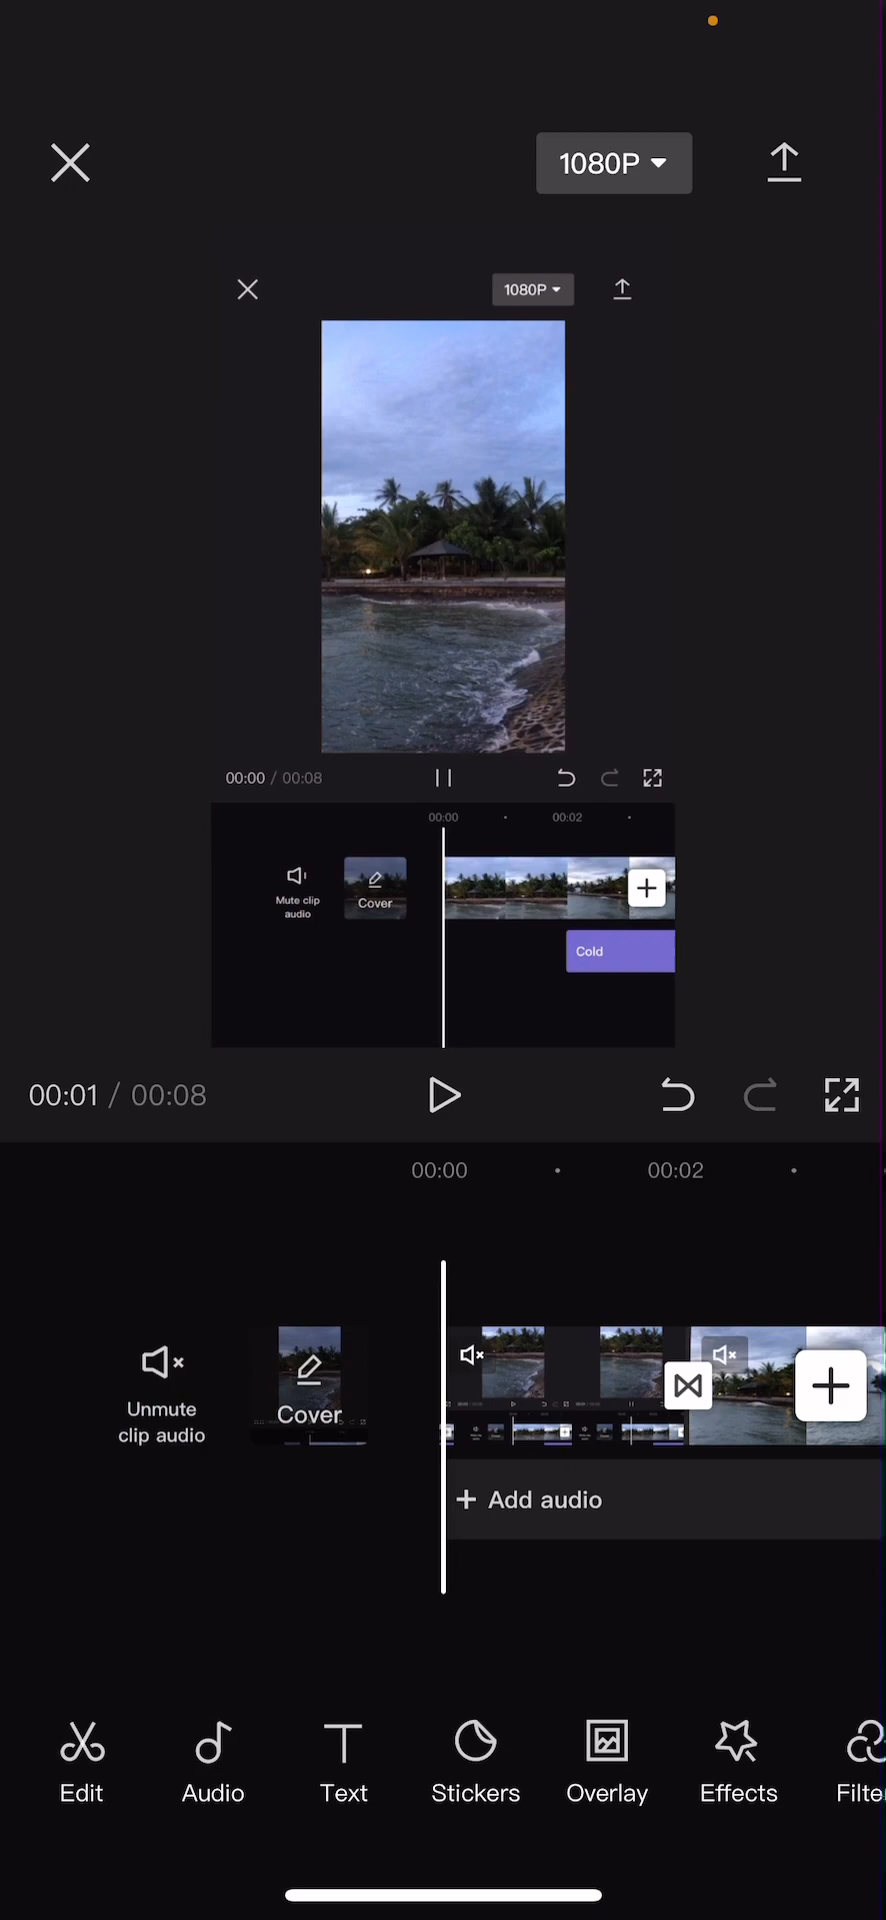 1080P
1080P
00:00 / 00:08
00:00
00:02
Mute clip
audio
Cover
Cold
00:01 / 00:08
00:00
00:02
Unmute
clip audio
Cover
Add audio
Edit
Audio
Text
Stickers
Overlay
Effects
Filte